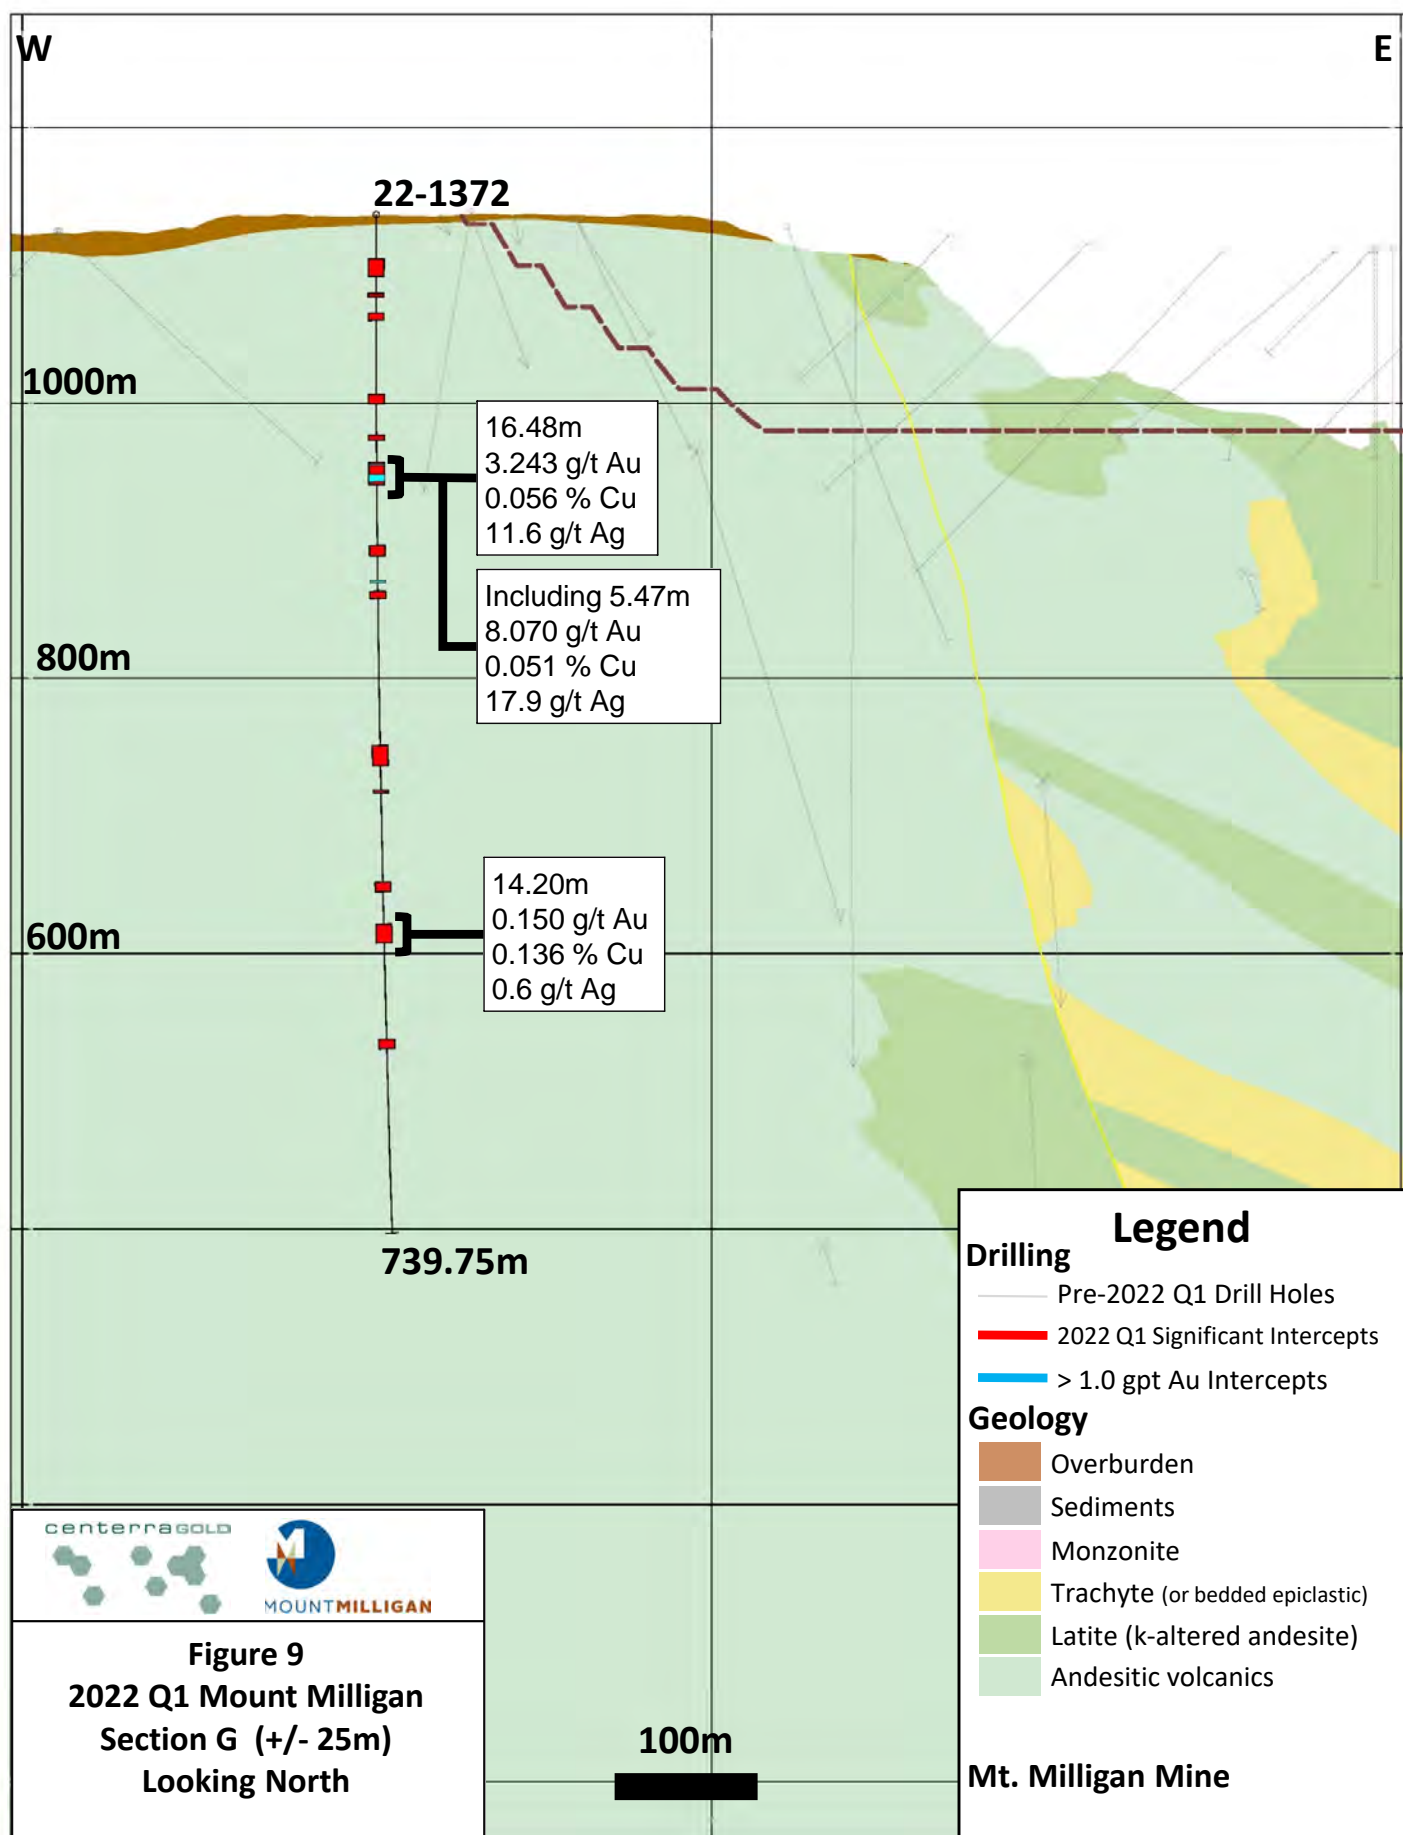 W
E
22-1372
1000m
16.48m
3.243 g/t Au
0.056 % Cu
11.6 g/t Ag
Including 5.47m
8.070 g/t Au
0.051 % Cu
17.9 g/t Ag
800m
14.20m
0.150 g/t Au
0.136 % Cu
0.6 g/t Ag
600m
739.75m
Legend
Drilling
Pre-2022 Q1 Drill Holes
2022 Q1 Significant Intercepts
> 1.0 gpt Au Intercepts
Geology
Overburden
Sediments
Monzonite
Trachyte (or bedded epiclastic)
Latite (k-altered andesite)
Andesitic volcanics
Mt. Milligan Mine
centerraGOLD
MOUNTMILLIGAN
Figure 9
2022 Q1 Mount Milligan
Section G (+/- 25m)
Looking North
100m